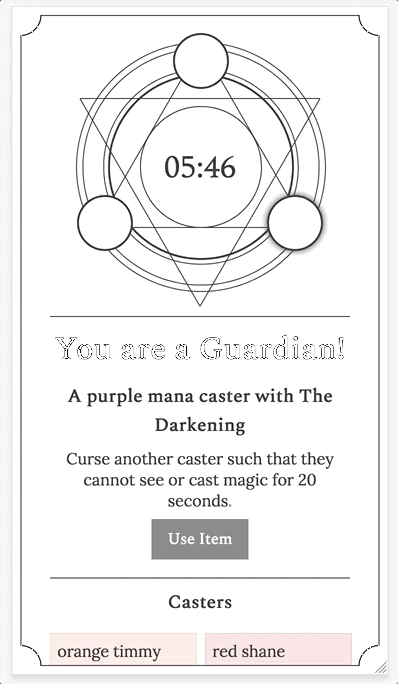 05:46
You are a Guardian!
A purple mana caster with The
Darkening
Curse another caster such that they
cannot see or cast magic for 20
seconds.
Use Item
Casters
orange timmy
red shane